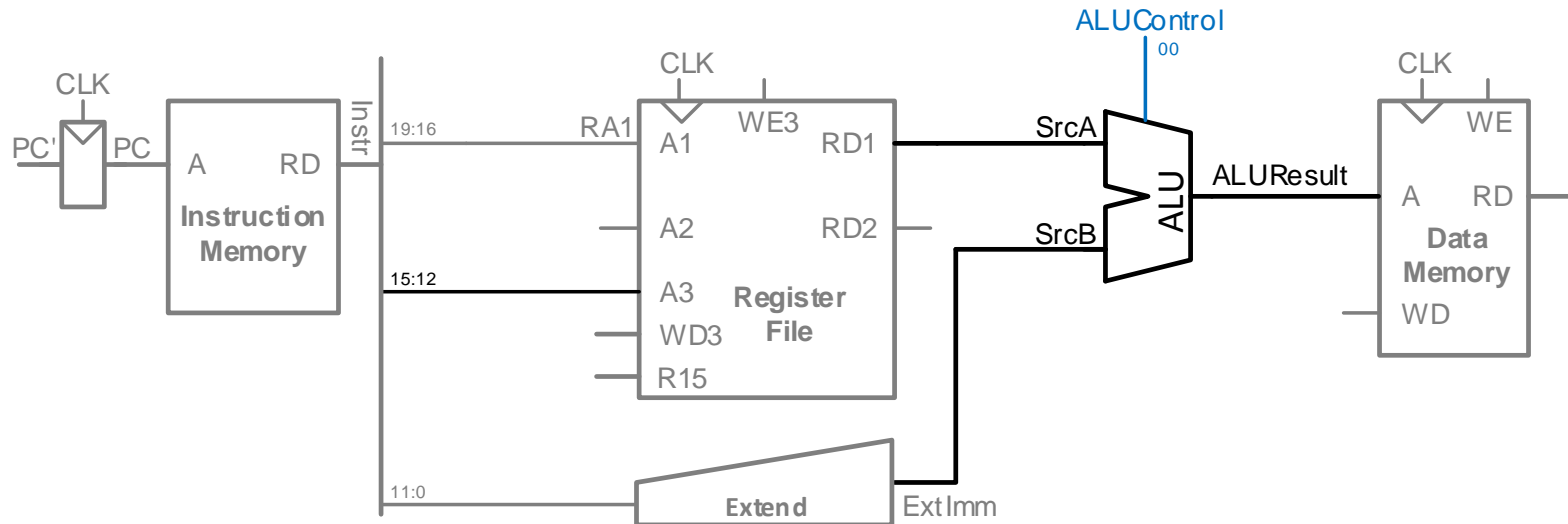 ALUControl
00
CLK
CLK
CLK
PC'
PC
A
RD
Instruction
Memory
Instr
19:16
RA1
A1
WE3
RD1
SrcA
ALU
ALUResult
WE
A
RD
Data
Memory
WD
A2
RD2
SrcB
15:12
A3
Register
File
WD3
R15
11:0
Extend
ExtImm